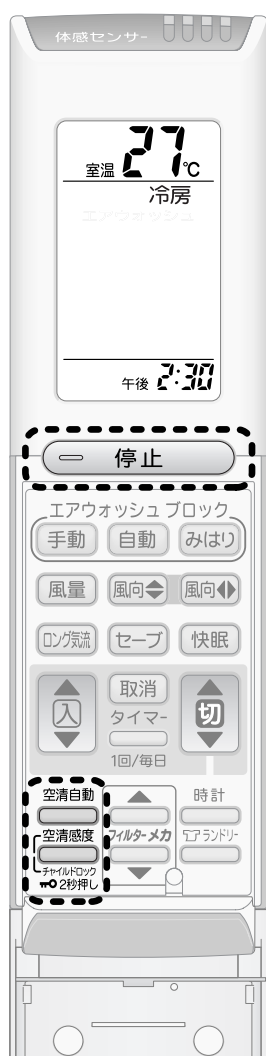 体感センサー
室温 27℃
冷房
エアウォッシュ
午後 2:30
停止
エアウォッシュ ブロック
手動 自動 みはり
風量 風向 風向
ロング気流 セーブ 快眠
入 取消 切
タイマー
1回/毎日
空清自動 時計
空清感度 フィルターメカ ランドリー
チャイルドロック
2秒押し